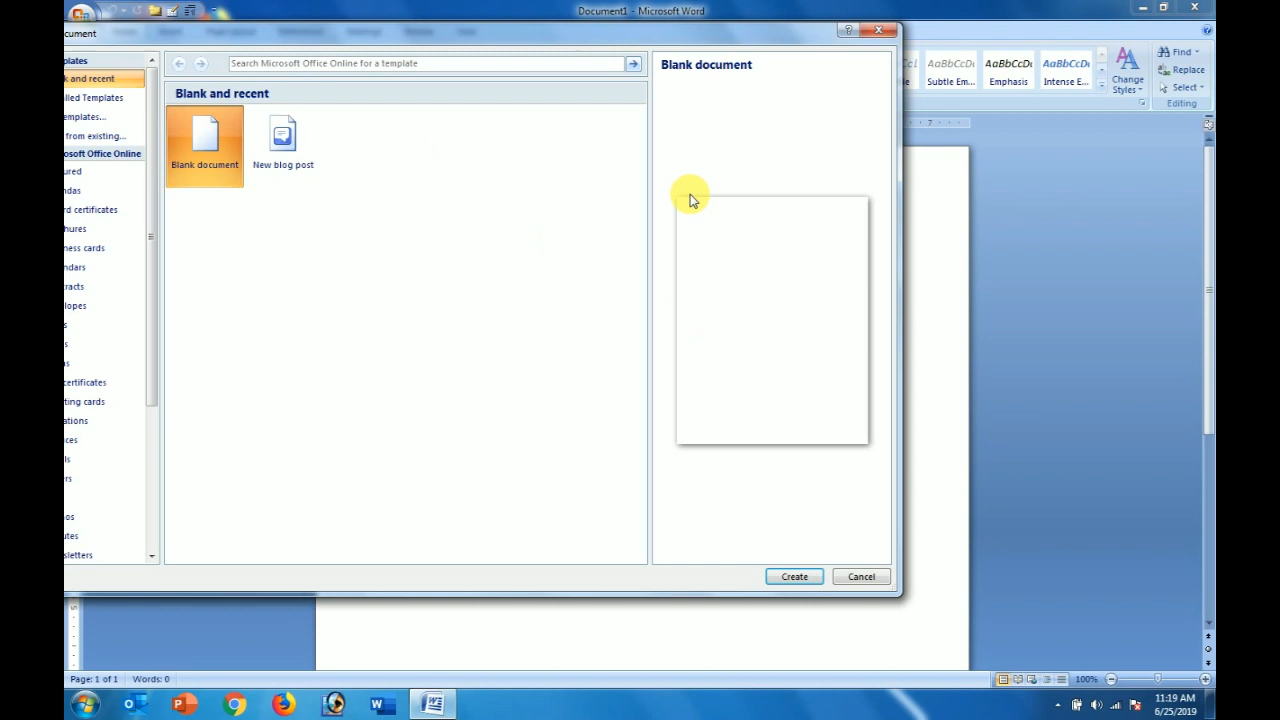 Document1 - Microsoft Word
cument
plates
k and recent
lled Templates
emplates...
from existing...
osoft Office Online
ured
ndas
rd certificates
hures
ness cards
ndars
racts
lopes
s
s
as
certificates
ting cards
ations
ices
ls
rs
os
utes
sletters
Search Microsoft Office Online for a template
Blank and recent
Blank document
New blog post
Blank document
Create
Cancel
AaBbCcDc
Subtle Em...
AaBbCcDc
Emphasis
AaBbCcDc
Intense E...
Change
Styles
Find
Replace
Select
Editing
7
Page: 1 of 1
Words: 0
100%
11:19 AM
6/25/2019